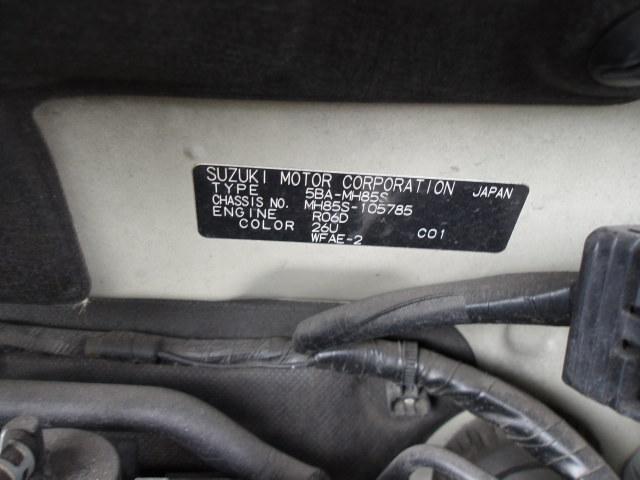 SUZUKI MOTOR CORPORATION JAPAN
TYPE 5BA-MH85S
CHASSIS NO. MH85S-105785
ENGINE R06D
COLOR 26U C01
WFAE-2